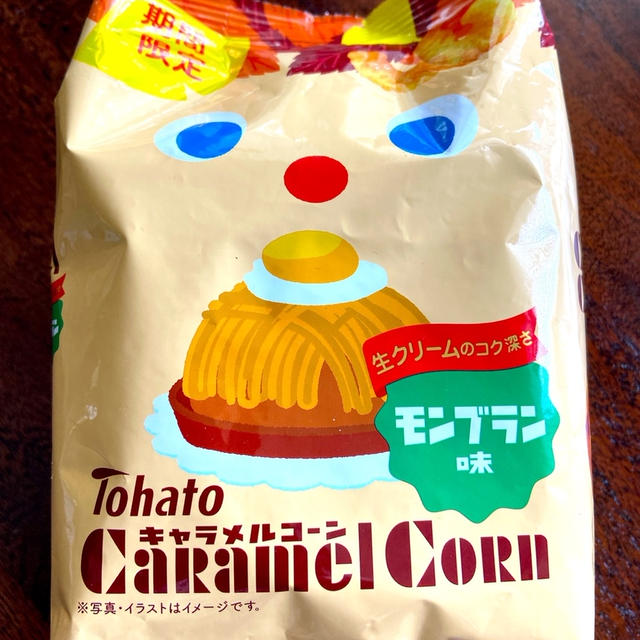 期間
限定
生クリームのコク深さ
モンブラン
味
Tohato
キャラメルコーン
CARAMEL CORN
※写真・イラストはイメージです。